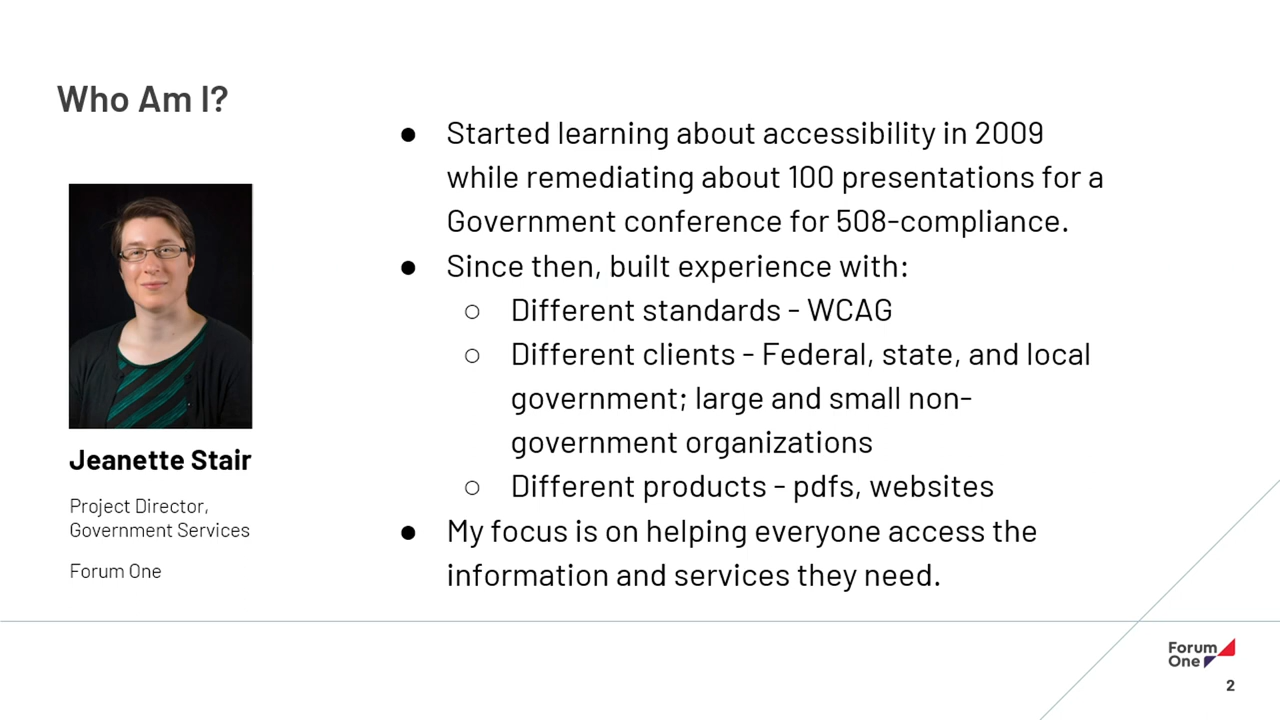 Who Am I?
Jeanette Stair
Project Director,
Government Services
Forum One
● Started learning about accessibility in 2009
while remediating about 100 presentations for a
Government conference for 508-compliance.
● Since then, built experience with:
○ Different standards - WCAG
○ Different clients - Federal, state, and local
government; large and small non-
government organizations
○ Different products - pdfs, websites
● My focus is on helping everyone access the
information and services they need.
Forum
One
2